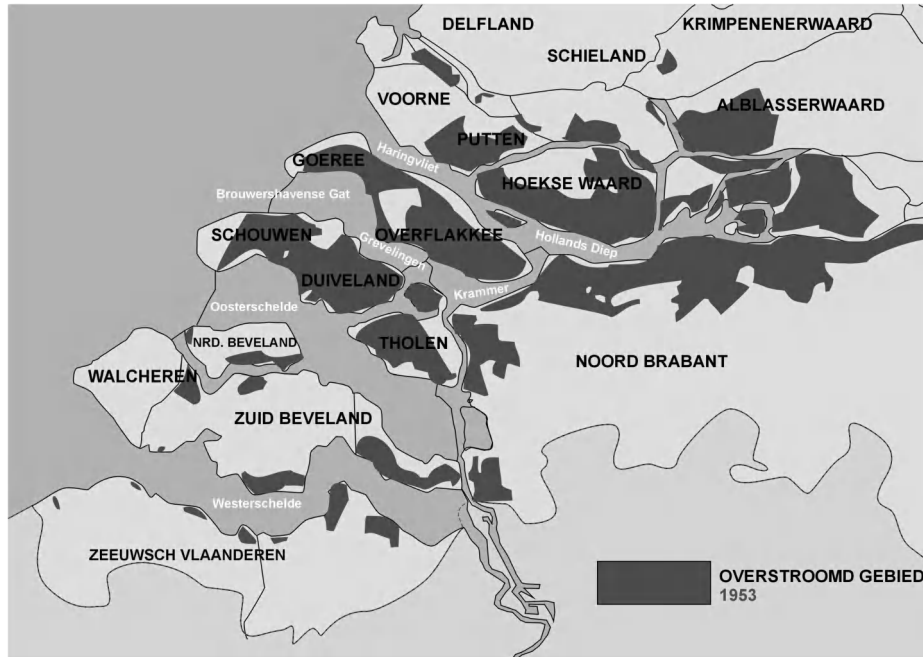 DELFLAND
KRIMPENENERWAARD
SCHIELAND
VOORNE
ALBLASSERWAARD
PUTTEN
Haringvliet
GOEREE
HOEKSE WAARD
Brouwershavense Gat
SCHOUWEN
OVERFLAKKEE
Grevelingen
Hollands Diep
DUIVELAND
Krammer
Oosterschelde
NRD. BEVELAND
THOLEN
NOORD BRABANT
WALCHEREN
ZUID BEVELAND
Westerschelde
ZEEUWSCH VLAANDEREN
OVERSTROOMD GEBIED
1953